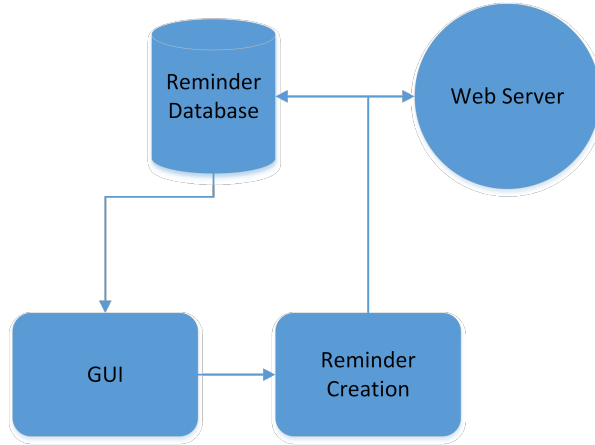 Reminder
Database
Web Server
GUI
Reminder
Creation